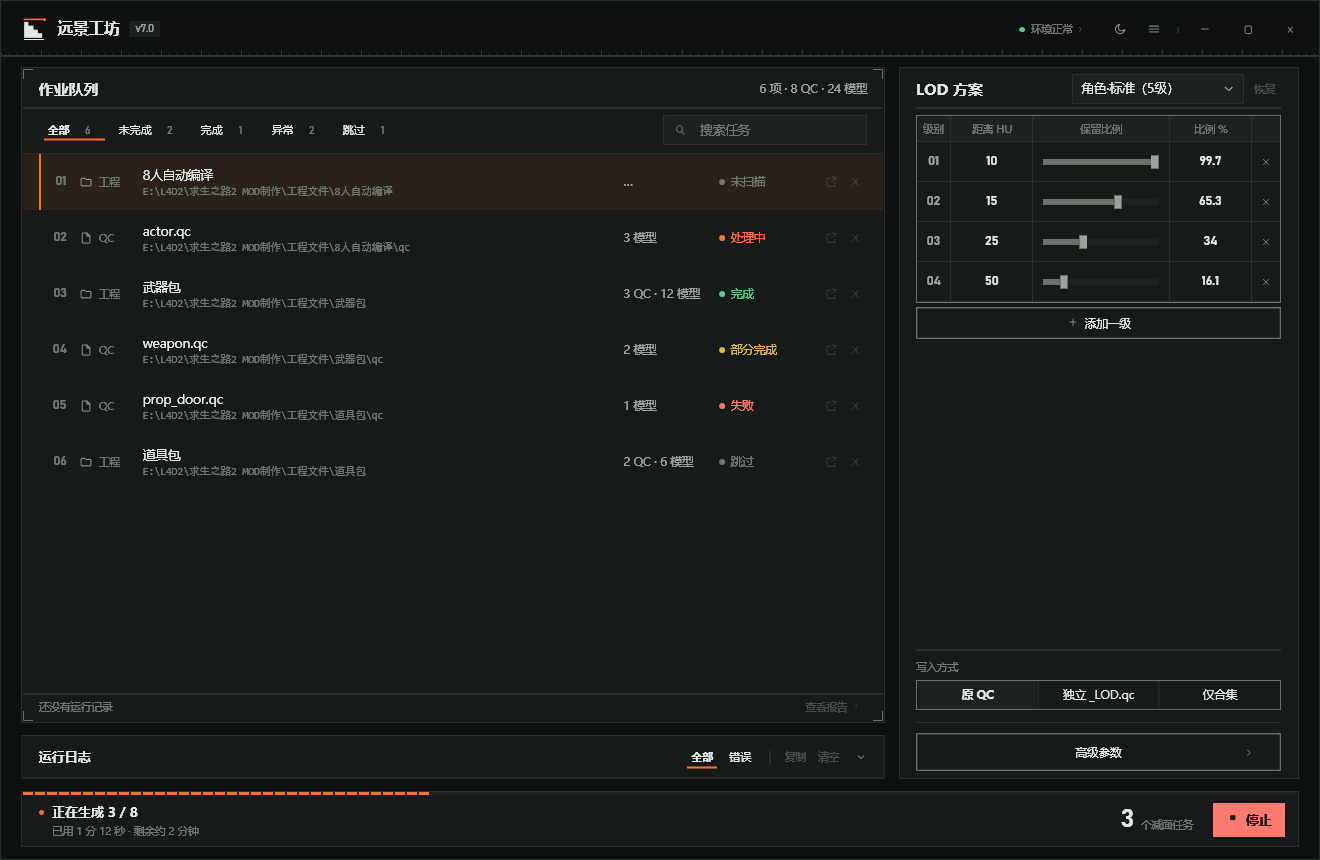 远景工坊 v7.0
环境正常
作业队列
6 项 · 8 QC · 24 模型
全部 6 未完成 2 完成 1 异常 2 跳过 1
搜索任务
01 工程 8人自动编译 ... 未扫描
E:\L4D2\求生之路2 MOD制作\工程文件\8人自动编译
02 QC actor.qc 3 模型 处理中
E:\L4D2\求生之路2 MOD制作\工程文件\8人自动编译\qc
03 工程 武器包 3 QC · 12 模型 完成
E:\L4D2\求生之路2 MOD制作\工程文件\武器包
04 QC weapon.qc 2 模型 部分完成
E:\L4D2\求生之路2 MOD制作\工程文件\武器包\qc
05 QC prop_door.qc 1 模型 失败
E:\L4D2\求生之路2 MOD制作\工程文件\道具包\qc
06 工程 道具包 2 QC · 6 模型 跳过
E:\L4D2\求生之路2 MOD制作\工程文件\道具包
还没有运行记录
查看报告
LOD 方案
角色-标准（5级）
恢复
级别 距离 HU 保留比例 比例 %
01 10 99.7
02 15 65.3
03 25 34
04 50 16.1
+ 添加一级
写入方式
原 QC 独立 _LOD.qc 仅合集
高级参数
运行日志
全部 错误 复制 清空
正在生成 3 / 8
已用 1 分 12 秒 · 剩余约 2 分钟
3 个减面任务
停止